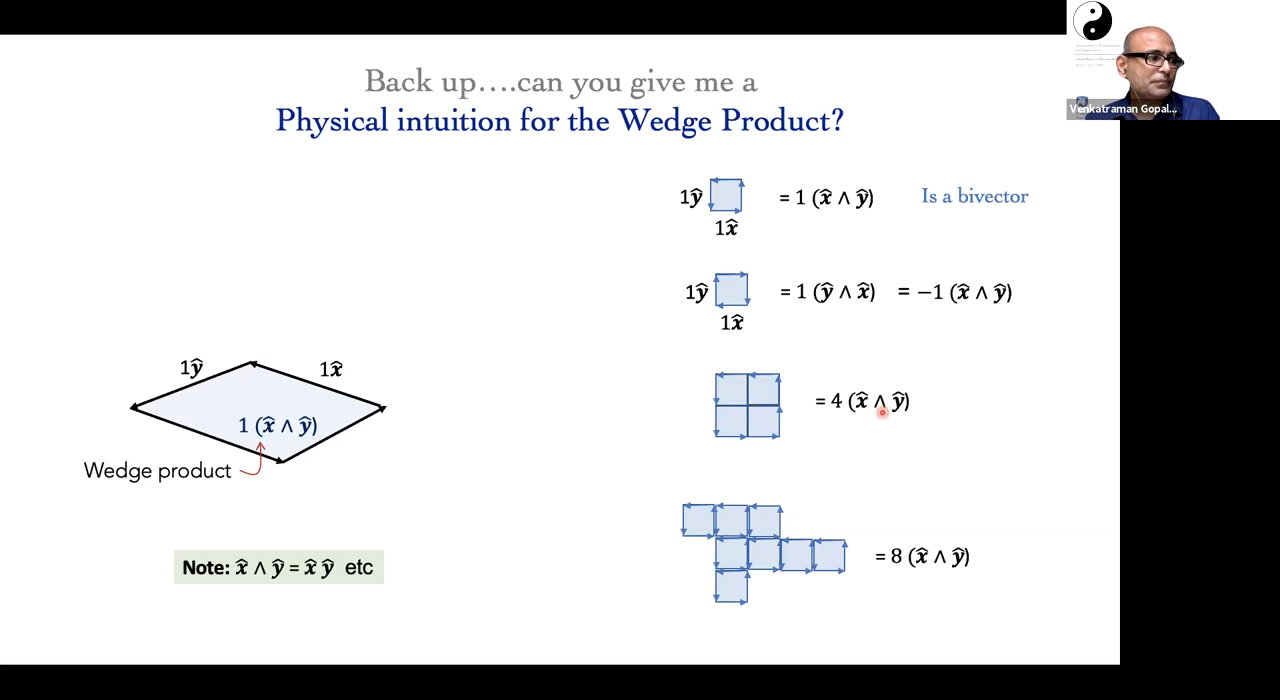 Back up....can you give me a
Physical intuition for the Wedge Product?
Venkatraman Gopal...
1ŷ
= 1 (x̂ ∧ ŷ)
Is a bivector
1x̂
1ŷ
= 1 (ŷ ∧ x̂)
= −1 (x̂ ∧ ŷ)
1x̂
1ŷ
1x̂
1 (x̂ ∧ ŷ)
Wedge product
= 4 (x̂ ∧ ŷ)
= 8 (x̂ ∧ ŷ)
Note: x̂ ∧ ŷ = x̂ ŷ etc